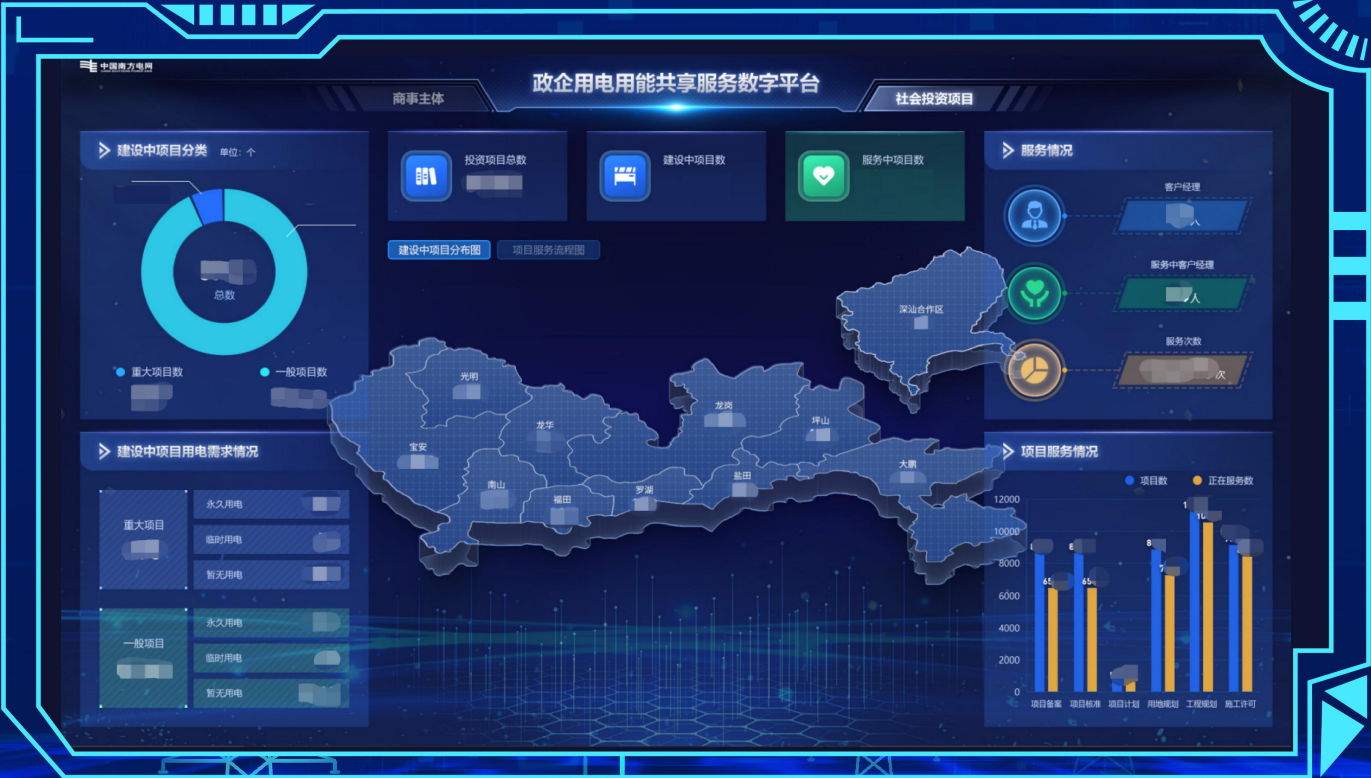 中国南方电网
政企用电用能共享服务数字平台
商事主体
社会投资项目
建设中项目分类 单位: 个
总数
重大项目数
一般项目数
建设中项目用电需求情况
重大项目
永久用电
临时用电
暂无用电
一般项目
永久用电
临时用电
暂无用电
投资项目总数
建设中项目数
服务中项目数
建设中项目分布图
项目服务流程图
深汕合作区
光明
龙岗
龙华
坪山
宝安
大鹏
盐田
南山
罗湖
福田
服务情况
客户经理
人
服务中客户经理
人
服务次数
次
项目服务情况
项目数
正在服务数
12000
10000
8000
6000
4000
2000
0
项目备案 项目核准 项目计划 用地规划 工程规划 施工许可